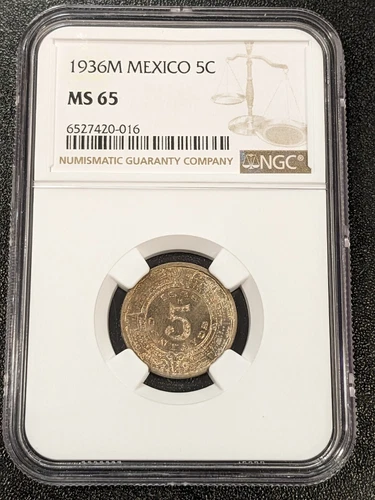 1936M MEXICO 5C
MS 65
6527420-016
NUMISMATIC GUARANTY COMPANY
NGC®
5